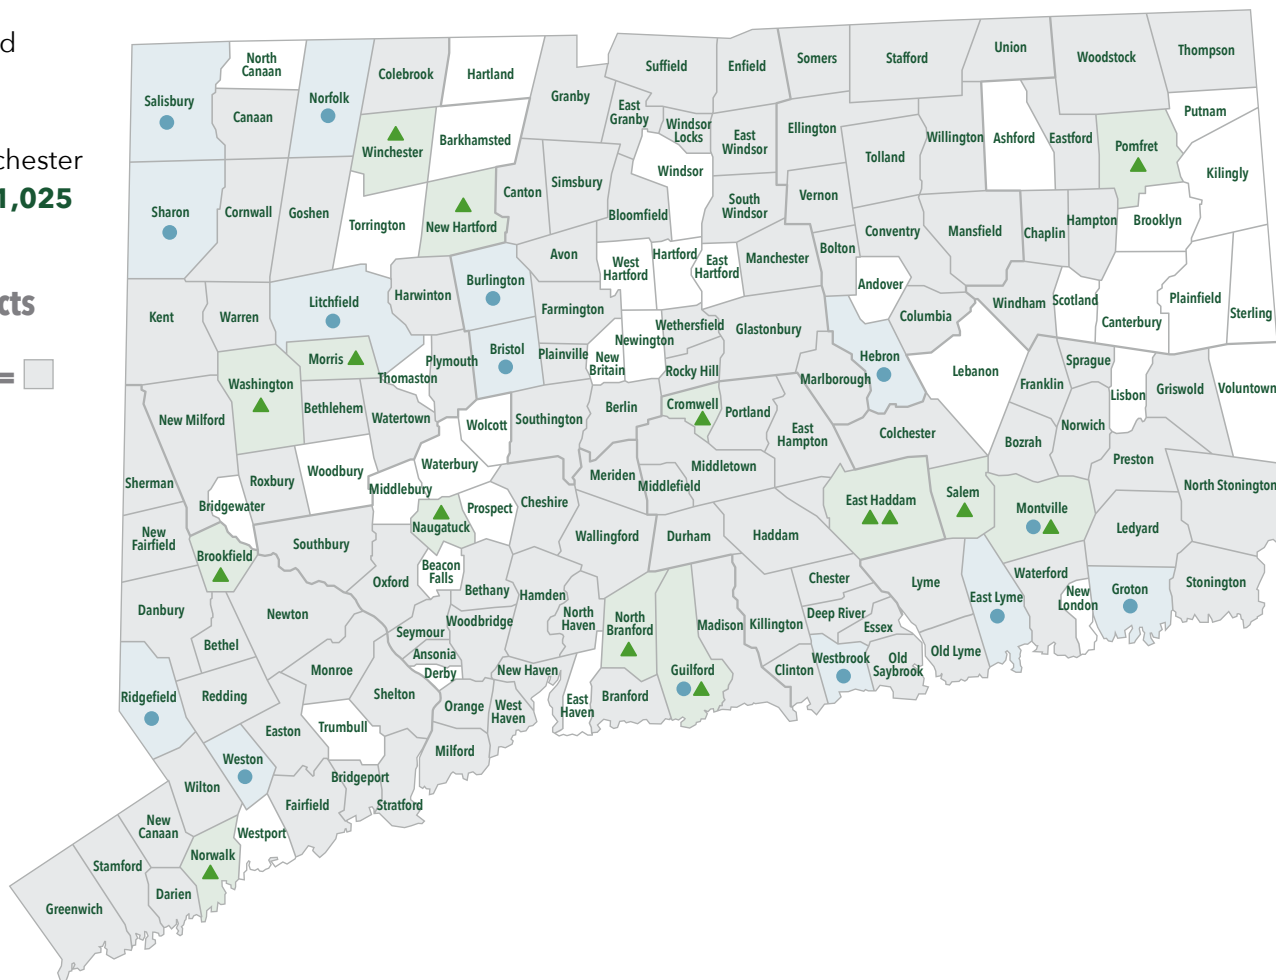 d
chester
1,025
cts
=
North
Canaan
Colebrook
Hartland
Granby
Suffield
Enfield
Somers
Stafford
Union
Woodstock
Thompson
Salisbury
Norfolk
Canaan
Winchester
Barkhamsted
East
Granby
Windsor
Locks
East
Windsor
Ellington
Tolland
Willington
Ashford
Eastford
Pomfret
Putnam
Killingly
Sharon
Cornwall
Goshen
Torrington
New Hartford
Canton
Simsbury
Bloomfield
Windsor
South
Windsor
Vernon
Coventry
Mansfield
Chaplin
Hampton
Brooklyn
Kent
Warren
Litchfield
Harwinton
Burlington
Avon
West
Hartford
Hartford
East
Hartford
Manchester
Bolton
Andover
Columbia
Windham
Scotland
Canterbury
Plainfield
Sterling
Farmington
Newington
Wethersfield
Glastonbury
Hebron
Washington
Morris
Thomaston
Plymouth
Bristol
Plainville
New
Britain
Rocky Hill
Marlborough
Lebanon
Franklin
Sprague
Lisbon
Griswold
Voluntown
New Milford
Bethlehem
Watertown
Wolcott
Southington
Berlin
Cromwell
Portland
East
Hampton
Colchester
Bozrah
Norwich
Preston
North Stonington
Sherman
Bridgewater
Roxbury
Woodbury
Middlebury
Waterbury
Naugatuck
Prospect
Cheshire
Meriden
Middlefield
Middletown
East Haddam
Salem
Montville
Ledyard
New
Fairfield
Brookfield
Southbury
Oxford
Beacon
Falls
Bethany
Hamden
Wallingford
Durham
Haddam
Chester
Lyme
East Lyme
Waterford
New
London
Groton
Stonington
Danbury
Bethel
Newton
Seymour
Woodbridge
North
Haven
North
Branford
Madison
Killington
Deep River
Essex
Ridgefield
Redding
Monroe
Shelton
Ansonia
Derby
New Haven
Orange
West
Haven
East
Haven
Branford
Guilford
Clinton
Westbrook
Old
Saybrook
Old Lyme
Easton
Trumbull
Weston
Wilton
Bridgeport
Milford
Fairfield
Stratford
New
Canaan
Westport
Norwalk
Stamford
Darien
Greenwich